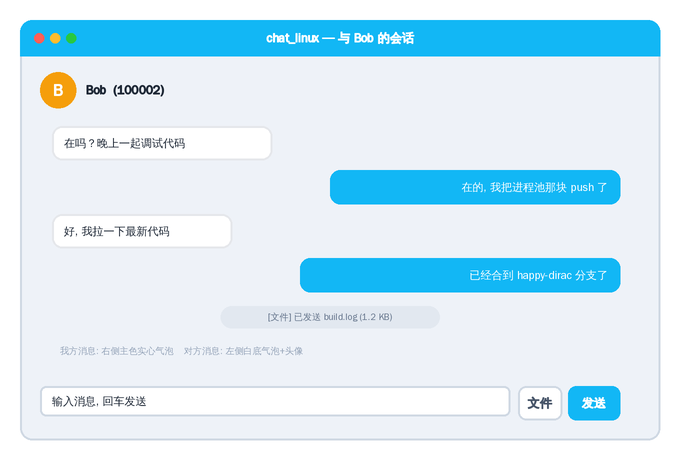 chat_linux — 与 Bob 的会话
B
Bob (100002)
在吗？晚上一起调试代码
在的, 我把进程池那块 push 了
好, 我拉一下最新代码
已经合到 happy-dirac 分支了
[文件] 已发送 build.log (1.2 KB)
我方消息: 右侧主色实心气泡 对方消息: 左侧白底气泡+头像
输入消息, 回车发送
文件
发送